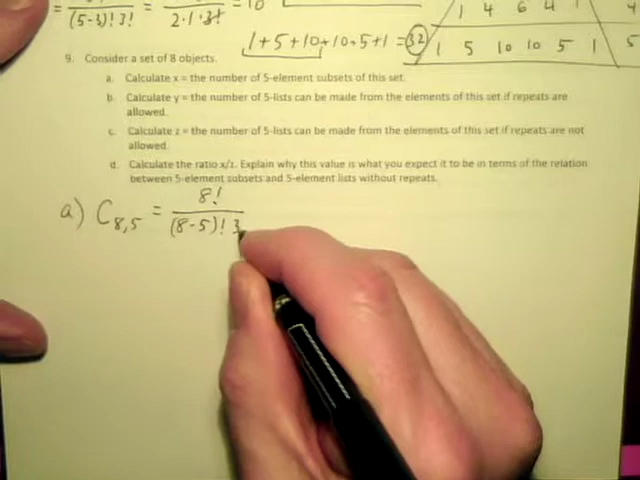 = (5-3)!3! = 2·1·3! = 10
1 4 6 4 1
1+5+10+10+5+1 = 32 1 5 10 10 5 1 5
9. Consider a set of 8 objects.
a. Calculate x = the number of 5-element subsets of this set.
b. Calculate y = the number of 5-lists can be made from the elements of this set if repeats are
allowed.
c. Calculate z = the number of 5-lists can be made from the elements of this set if repeats are not
allowed.
d. Calculate the ratio x/z. Explain why this value is what you expect it to be in terms of the relation
between 5-element subsets and 5-element lists without repeats.
a) C8,5 = 8!
(8-5)! 3